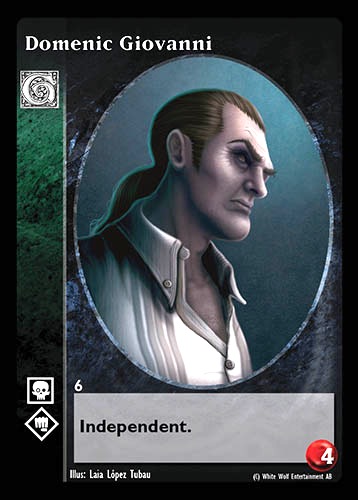 Domenic Giovanni
6
Independent.
4
Illus: Laia López Tubau
(C) White Wolf Entertainment AB